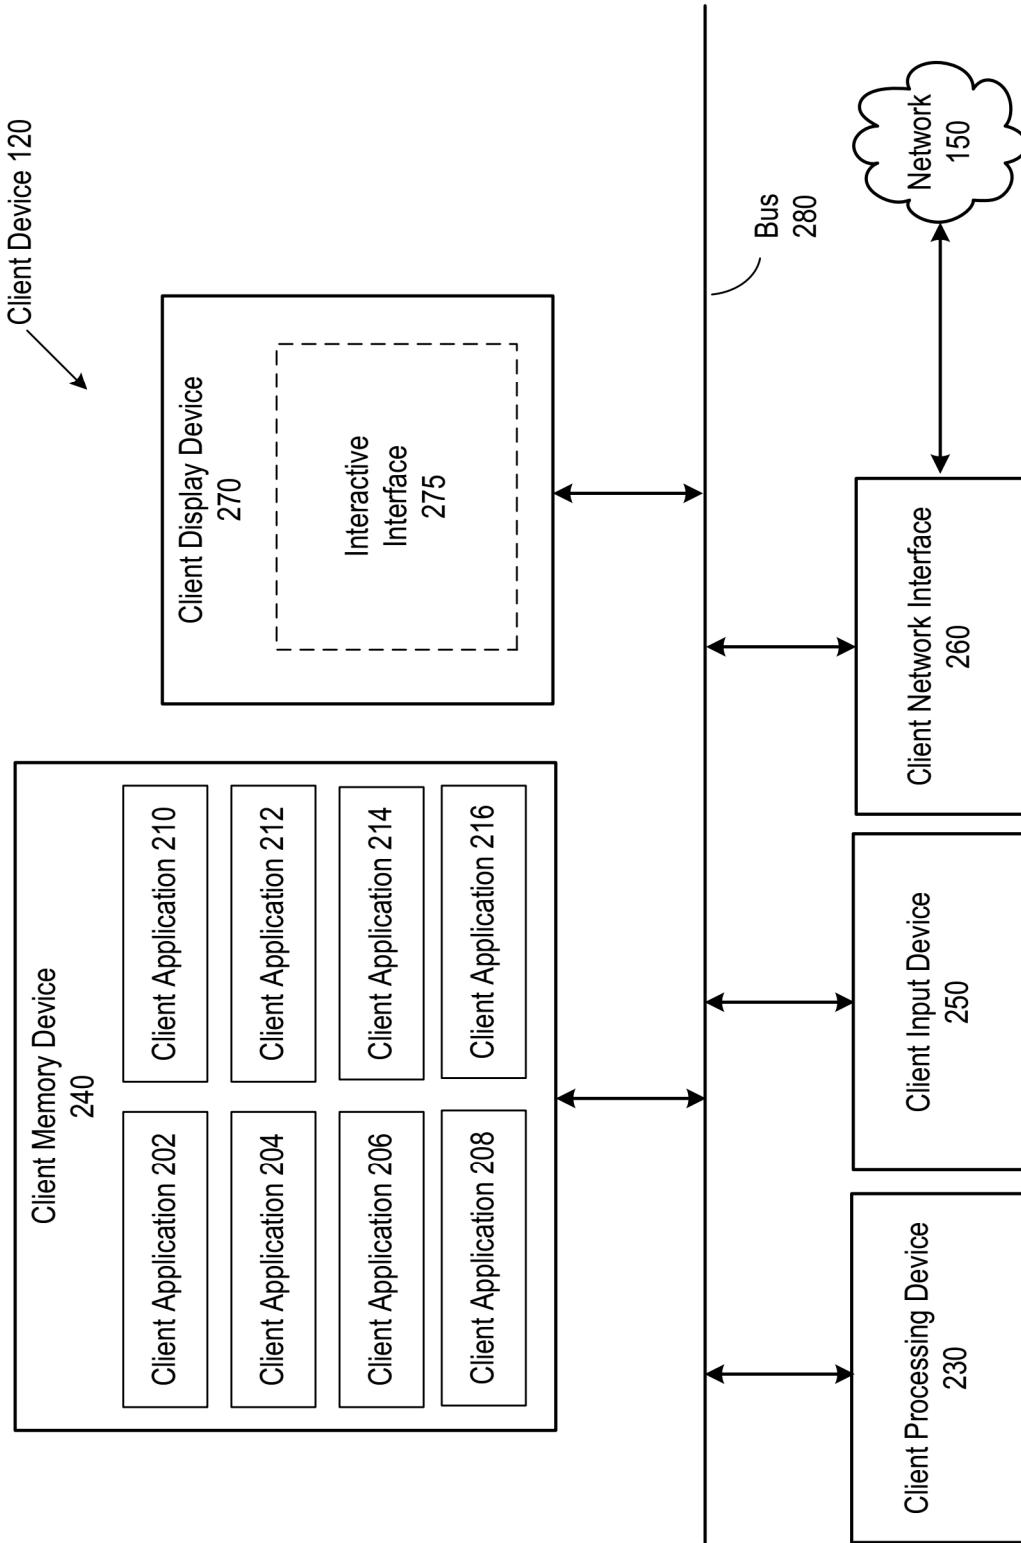 Client Device 120
Client Memory Device
240
Client Application 202
Client Application 210
Client Application 204
Client Application 212
Client Application 206
Client Application 214
Client Application 208
Client Application 216
Client Display Device
270
Interactive
Interface
275
Bus
280
Client Processing Device
230
Client Input Device
250
Client Network Interface
260
Network
150